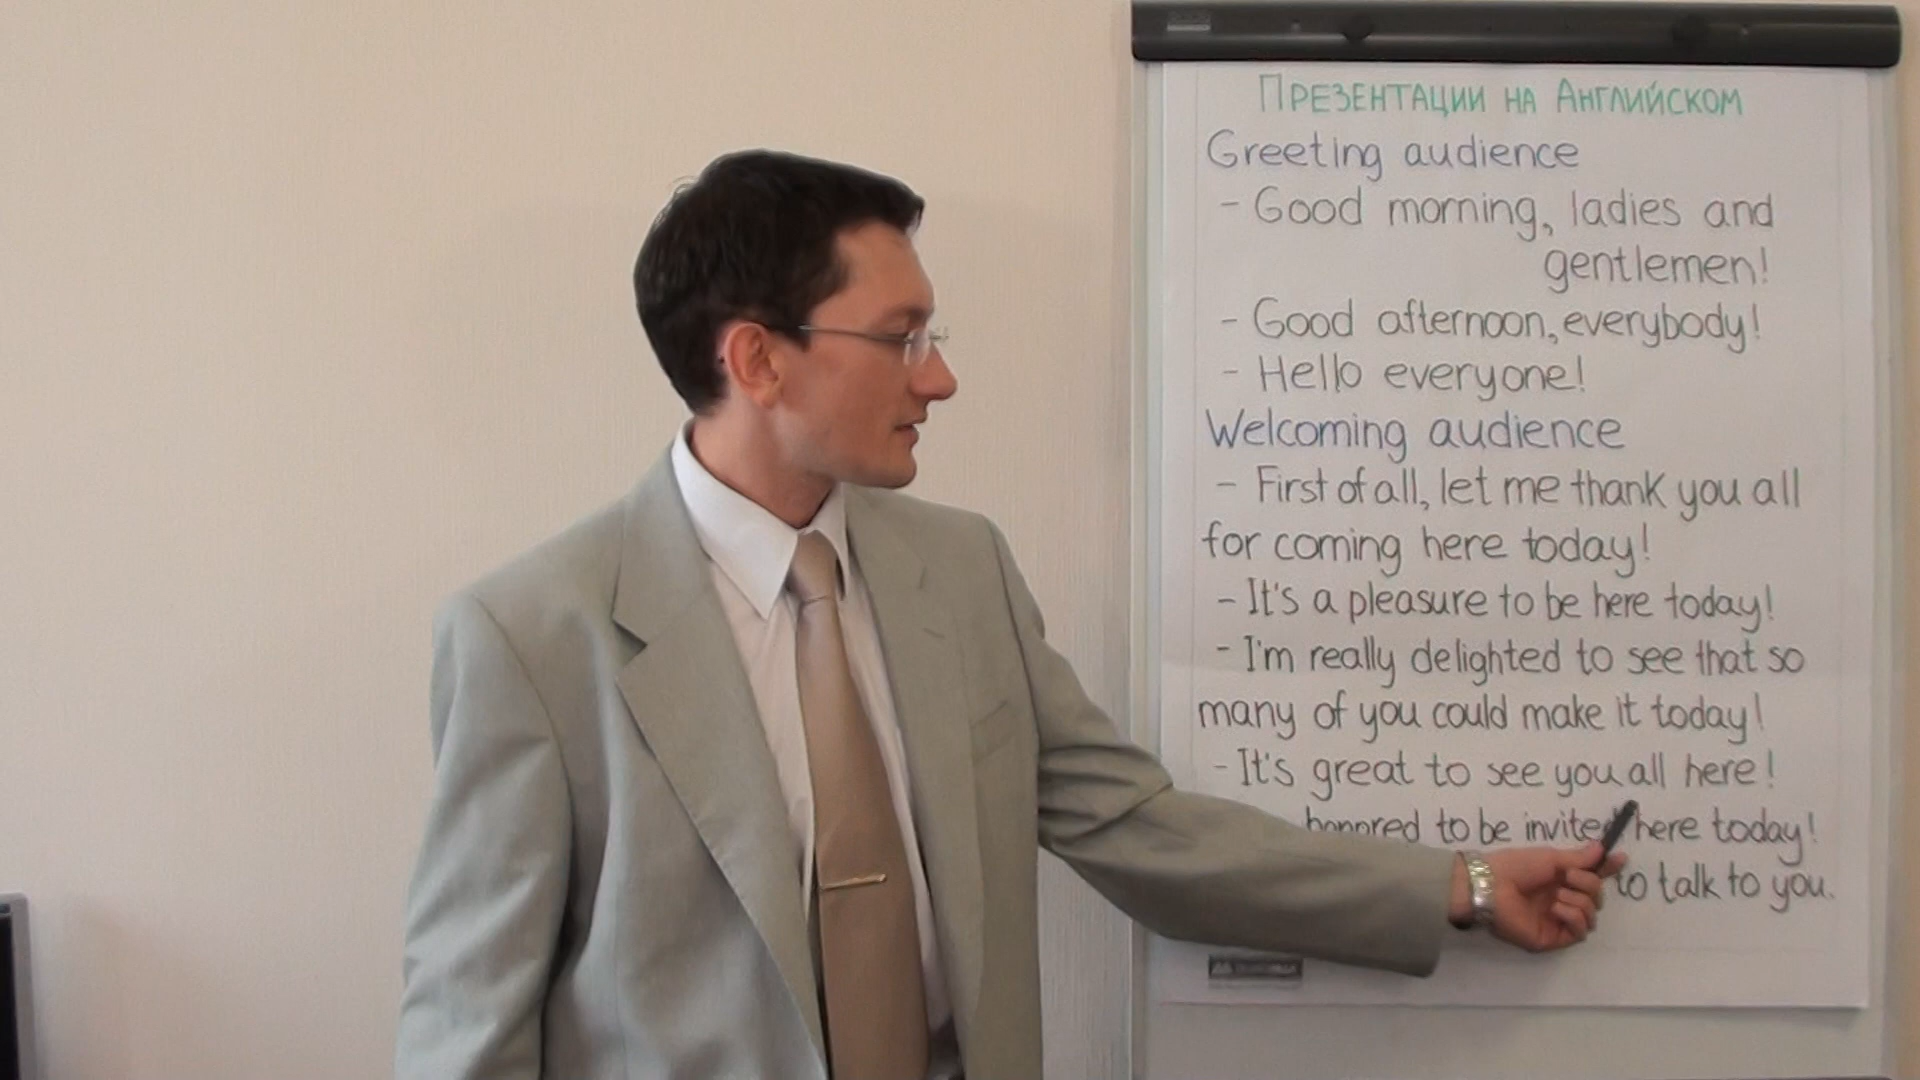 Презентации на Английском
Greeting audience
- Good morning, ladies and
gentlemen!
- Good afternoon, everybody!
- Hello everyone!
Welcoming audience
- First of all, let me thank you all
for coming here today!
- It's a pleasure to be here today!
- I'm really delighted to see that so
many of you could make it today!
- It's great to see you all here!
honored to be invited here today!
to talk to you.